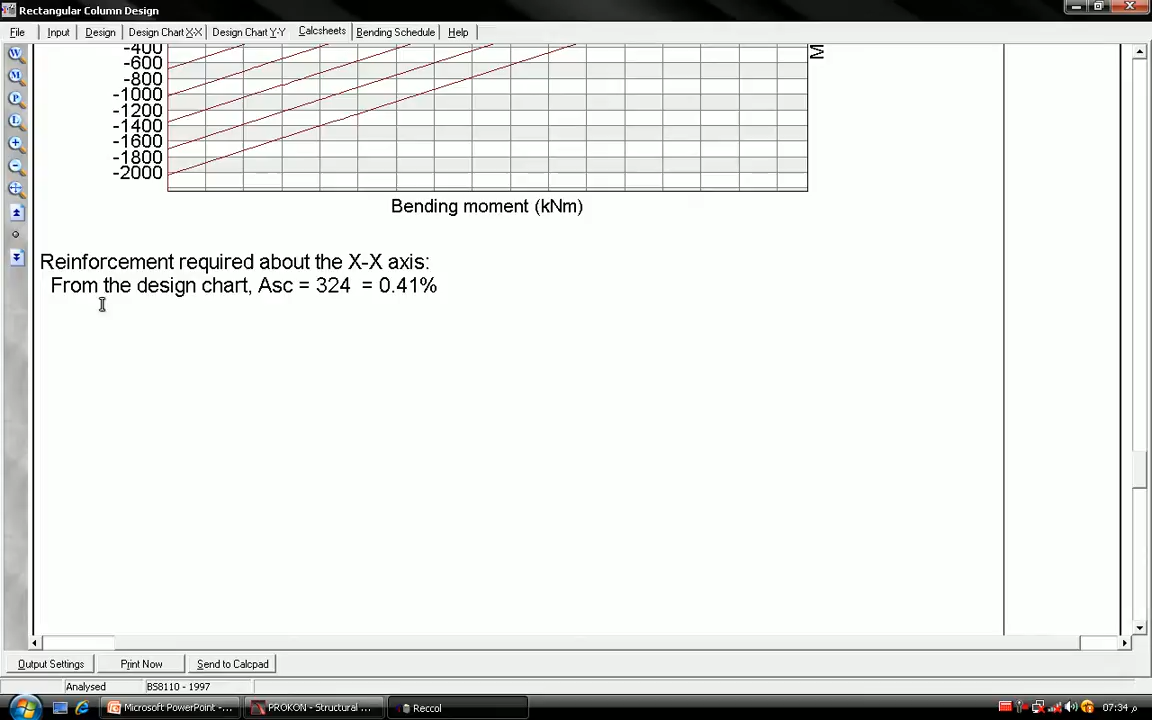 Rectangular Column Design
File Input Design Design Chart X-X Design Chart Y-Y Calcsheets Bending Schedule Help
-400
-600
-800
-1000
-1200
-1400
-1600
-1800
-2000
M
Bending moment (kNm)
Reinforcement required about the X-X axis:
From the design chart, Asc = 324 = 0.41%
Output Settings Print Now Send to Calcpad
Analysed BS8110 - 1997
Microsoft PowerPoint -... PROKON - Structural ... Reccol 07:34 م